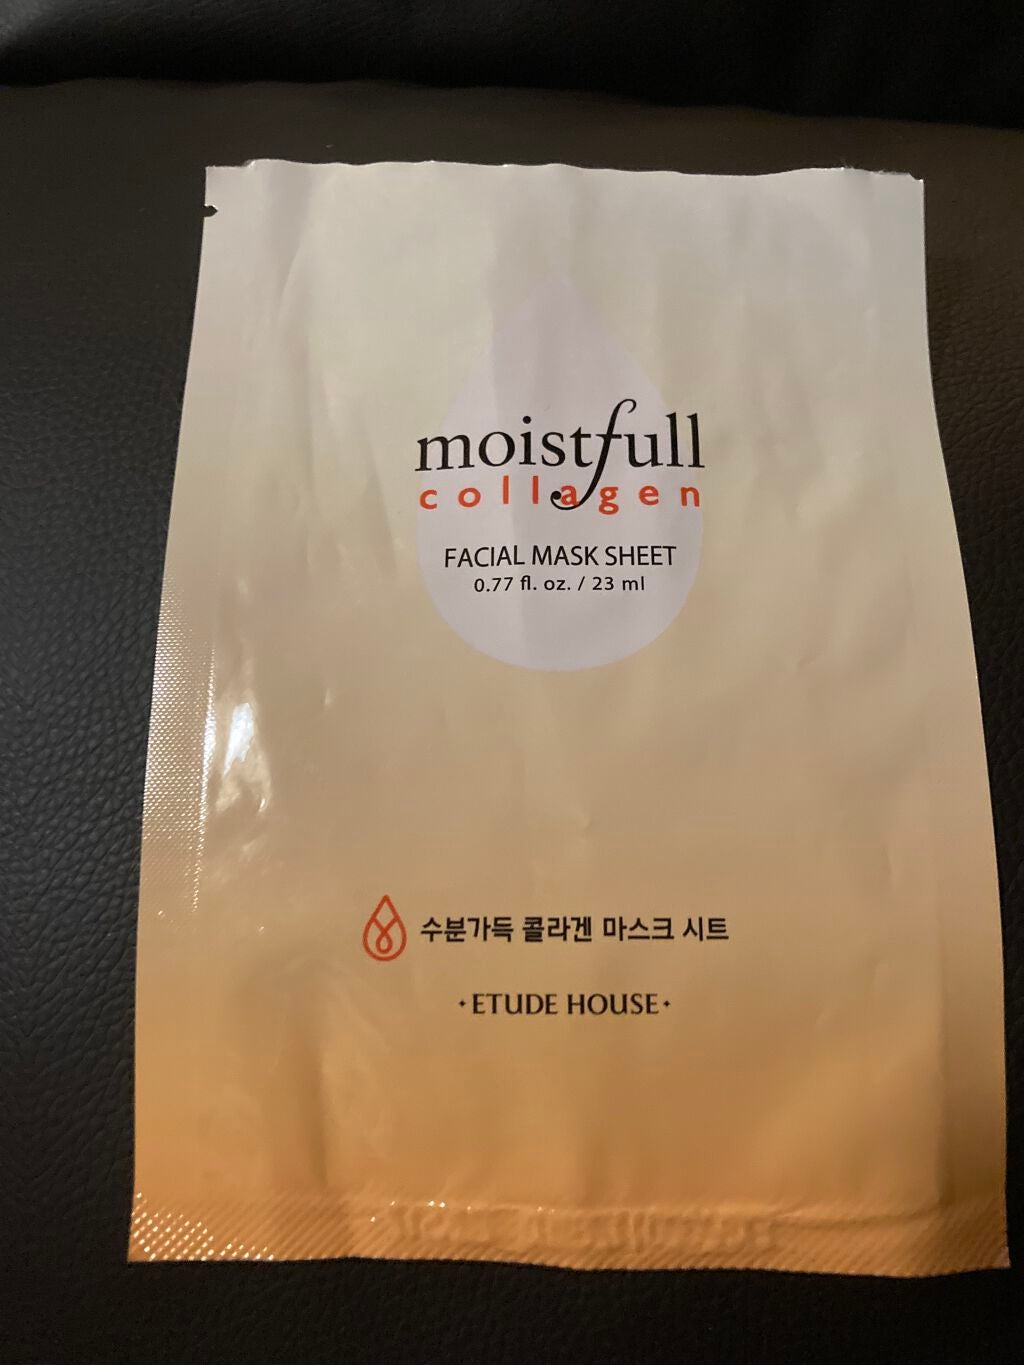 moistfull
collagen
FACIAL MASK SHEET
0.77 fl. oz. / 23 ml
수분가득 콜라겐 마스크 시트
·ETUDE HOUSE·